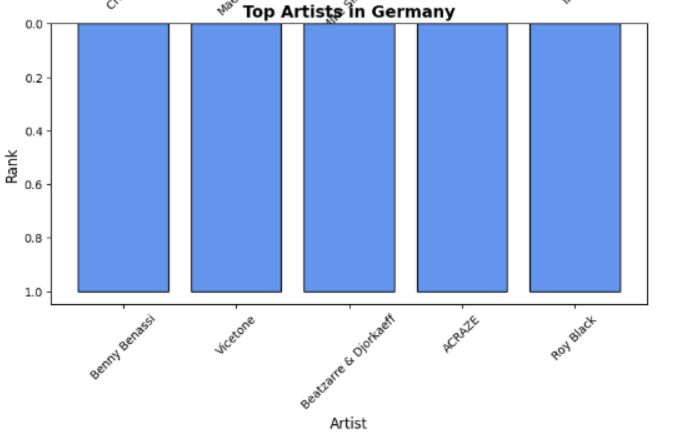 Top Artists in Germany
0.0
0.2
0.4
0.6
0.8
1.0
Rank
Benny Benassi
Vicetone
Beatzarre & Djorkaeff
ACRAZE
Roy Black
Artist